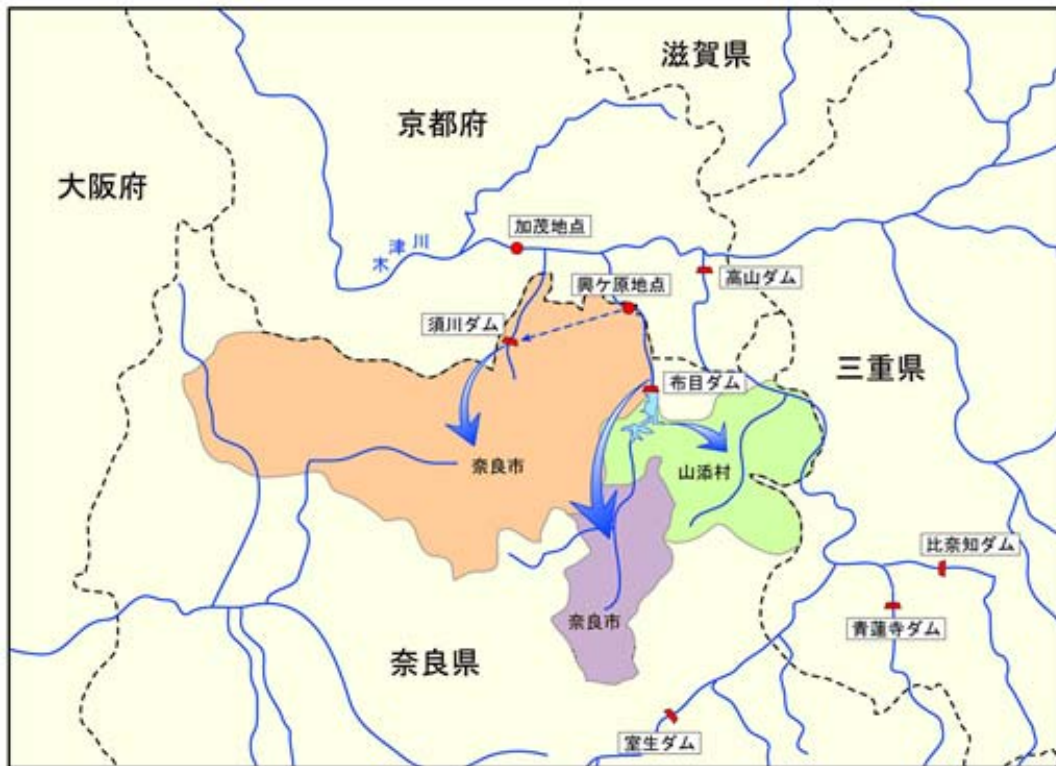 滋賀県
京都府
大阪府
加茂地点
木津川
高山ダム
興ケ原地点
須川ダム
三重県
布目ダム
奈良市
山添村
比奈知ダム
奈良市
青蓮寺ダム
奈良県
室生ダム